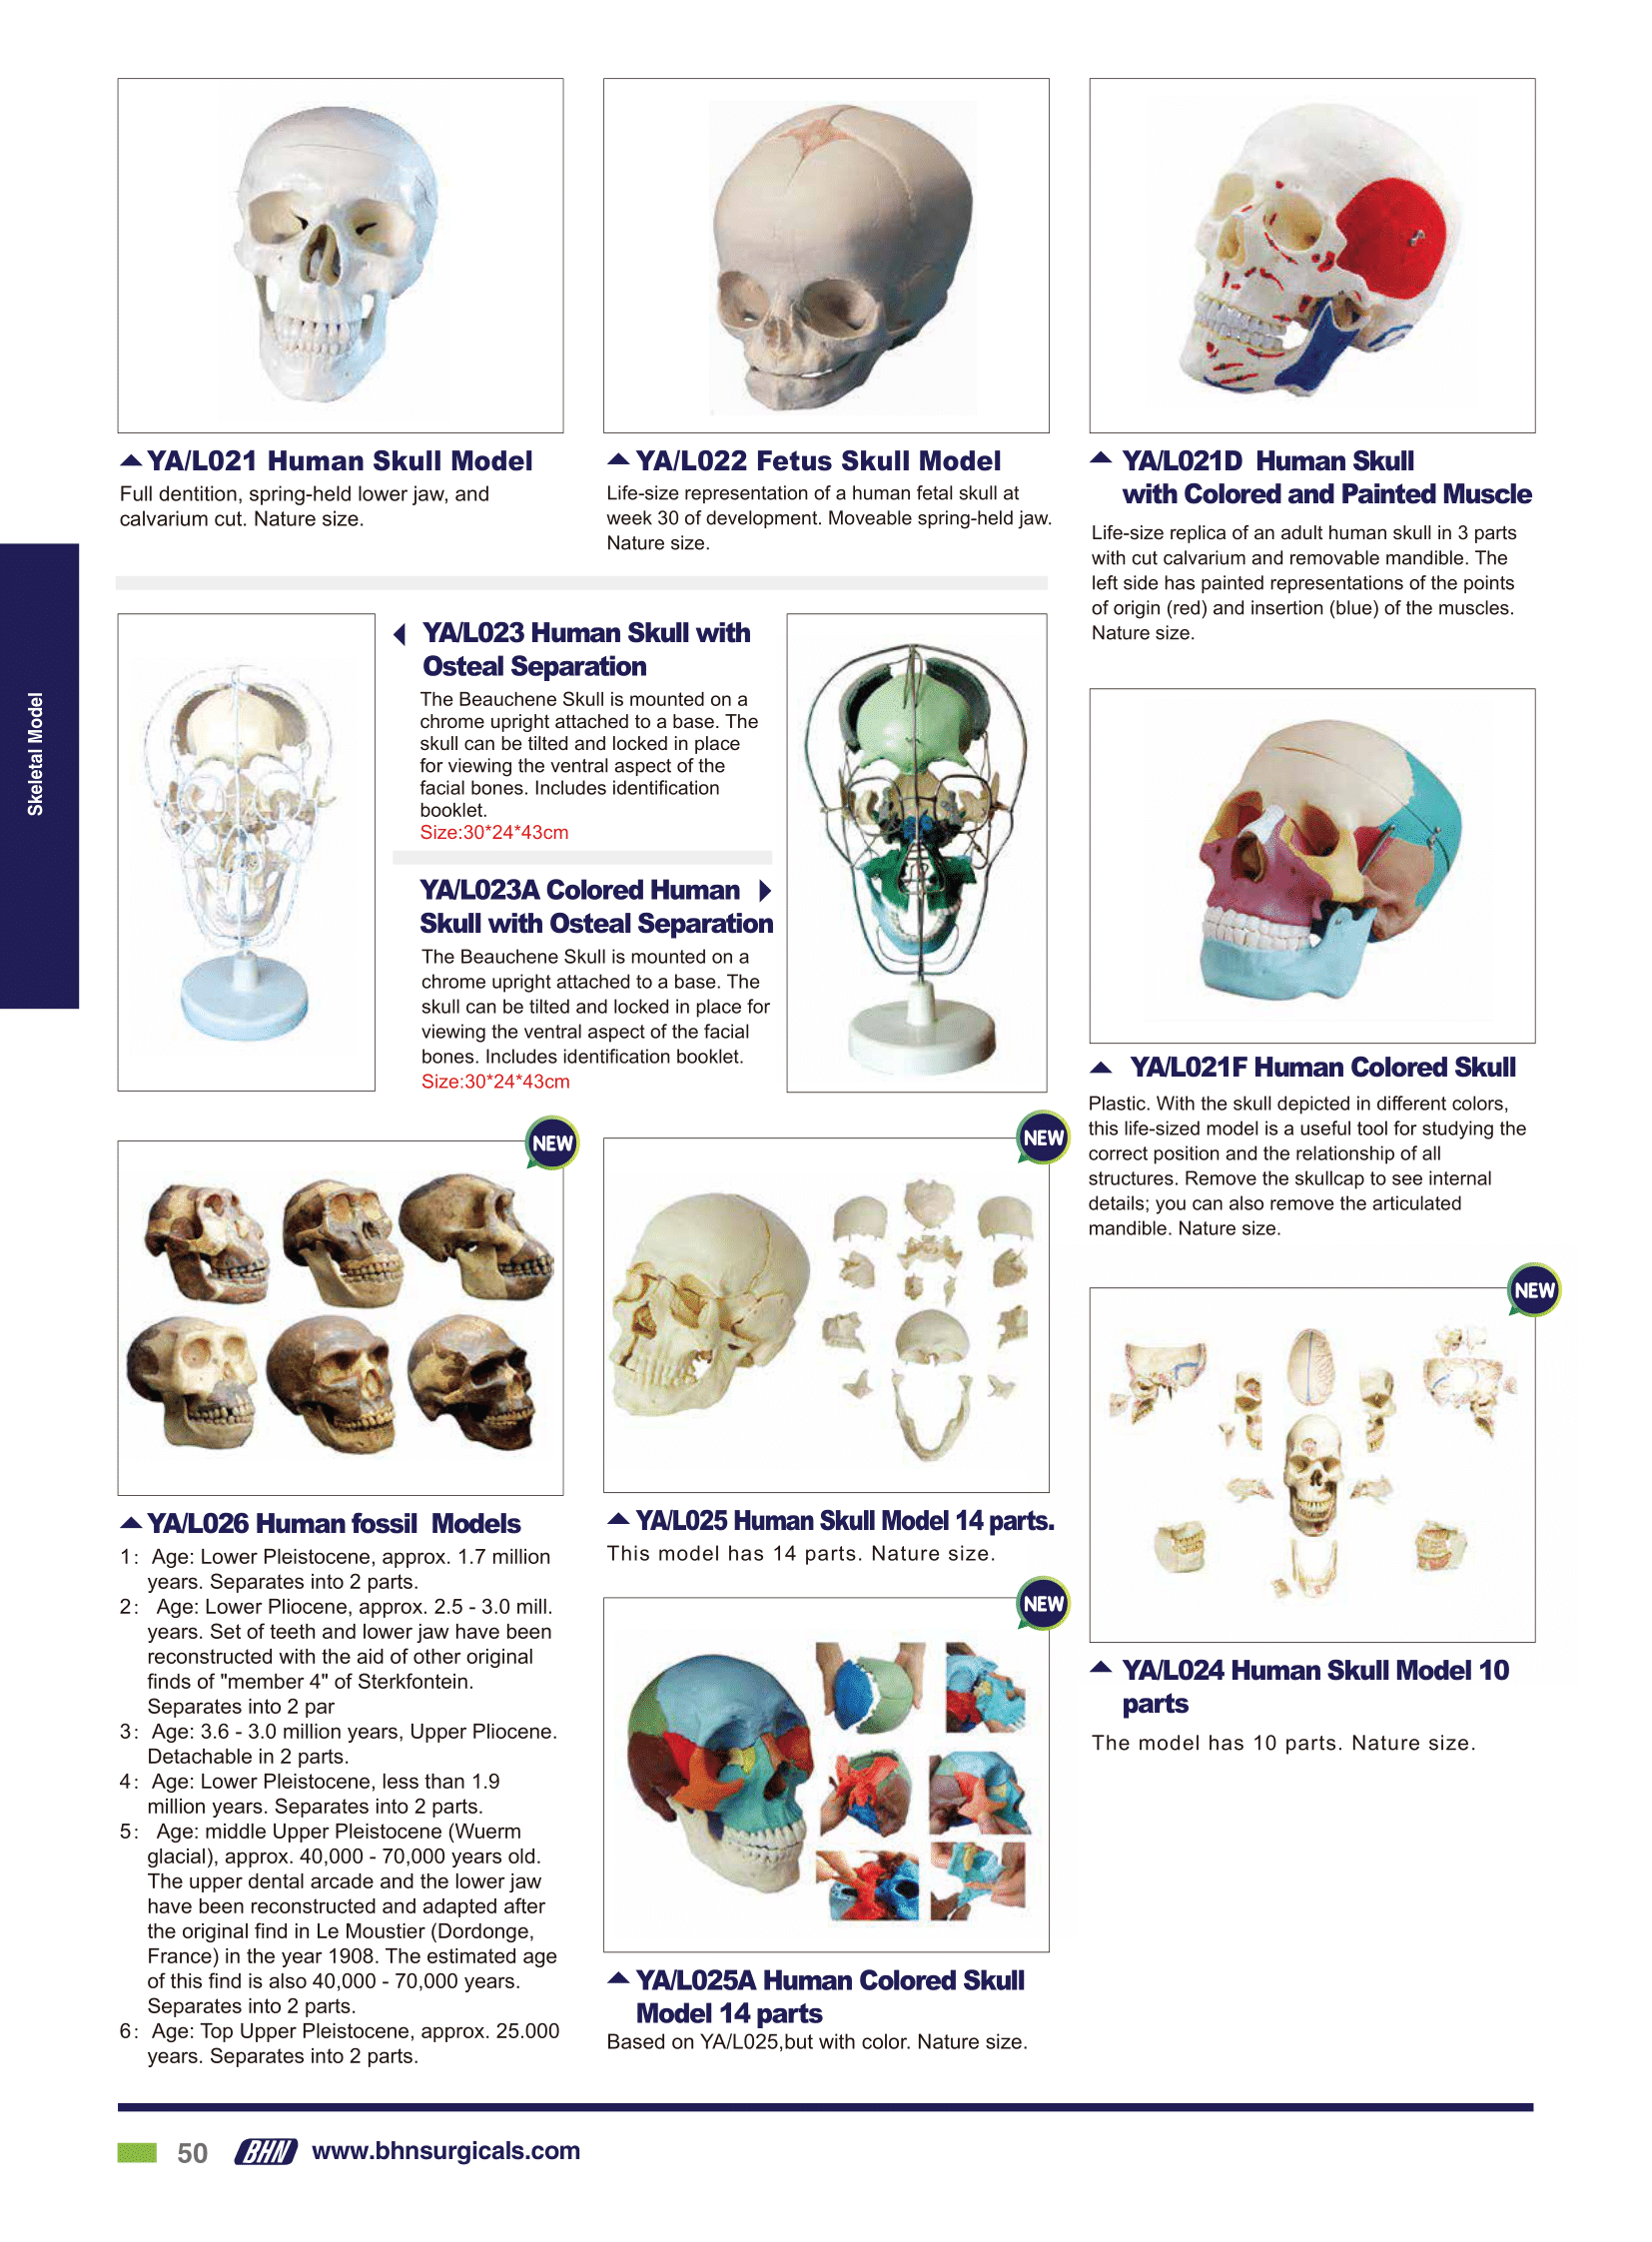 YA/L021 Human Skull Model
Full dentition, spring-held lower jaw, and
calvarium cut. Nature size.
YA/L022 Fetus Skull Model
Life-size representation of a human fetal skull at
week 30 of development. Moveable spring-held jaw.
Nature size.
YA/L021D Human Skull
with Colored and Painted Muscle
Life-size replica of an adult human skull in 3 parts
with cut calvarium and removable mandible. The
left side has painted representations of the points
of origin (red) and insertion (blue) of the muscles.
Nature size.
Skeletal Model
YA/L023 Human Skull with
Osteal Separation
The Beauchene Skull is mounted on a
chrome upright attached to a base. The
skull can be tilted and locked in place
for viewing the ventral aspect of the
facial bones. Includes identification
booklet.
Size:30*24*43cm
YA/L023A Colored Human
Skull with Osteal Separation
The Beauchene Skull is mounted on a
chrome upright attached to a base. The
skull can be tilted and locked in place for
viewing the ventral aspect of the facial
bones. Includes identification booklet.
Size:30*24*43cm
YA/L021F Human Colored Skull
Plastic. With the skull depicted in different colors,
this life-sized model is a useful tool for studying the
correct position and the relationship of all
structures. Remove the skullcap to see internal
details; you can also remove the articulated
mandible. Nature size.
NEW
YA/L026 Human fossil Models
1: Age: Lower Pleistocene, approx. 1.7 million
years. Separates into 2 parts.
2: Age: Lower Pliocene, approx. 2.5 - 3.0 mill.
years. Set of teeth and lower jaw have been
reconstructed with the aid of other original
finds of "member 4" of Sterkfontein.
Separates into 2 par
3: Age: 3.6 - 3.0 million years, Upper Pliocene.
Detachable in 2 parts.
4: Age: Lower Pleistocene, less than 1.9
million years. Separates into 2 parts.
5: Age: middle Upper Pleistocene (Wuerm
glacial), approx. 40,000 - 70,000 years old.
The upper dental arcade and the lower jaw
have been reconstructed and adapted after
the original find in Le Moustier (Dordonge,
France) in the year 1908. The estimated age
of this find is also 40,000 - 70,000 years.
Separates into 2 parts.
6: Age: Top Upper Pleistocene, approx. 25.000
years. Separates into 2 parts.
NEW
YA/L025 Human Skull Model 14 parts.
This model has 14 parts. Nature size.
NEW
YA/L025A Human Colored Skull
Model 14 parts
Based on YA/L025,but with color. Nature size.
NEW
YA/L024 Human Skull Model 10
parts
The model has 10 parts. Nature size.
50 BHN www.bhnsurgicals.com